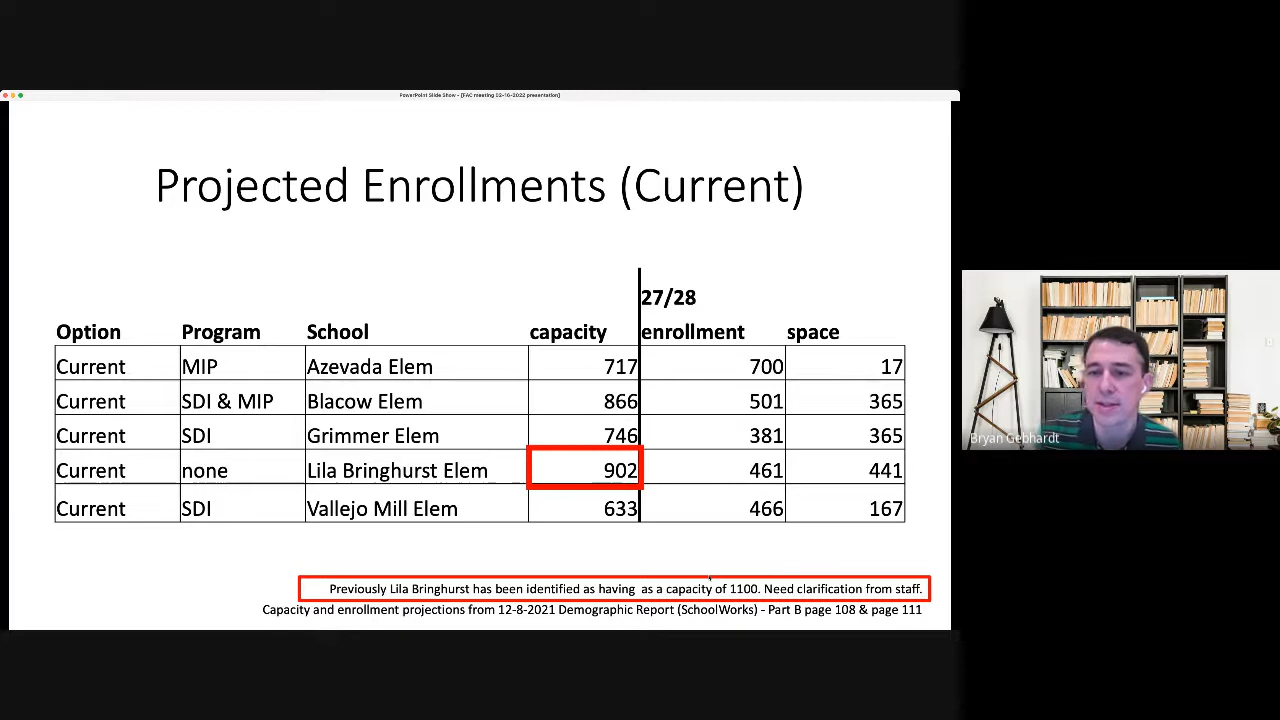 PowerPoint Slide Show - [FAC meeting 02-16-2022 presentation]
Projected Enrollments (Current)
27/28
Option Program School capacity enrollment space
Current MIP Azevada Elem 717 700 17
Current SDI & MIP Blacow Elem 866 501 365
Current SDI Grimmer Elem 746 381 365
Current none Lila Bringhurst Elem 902 461 441
Current SDI Vallejo Mill Elem 633 466 167
Previously Lila Bringhurst has been identified as having as a capacity of 1100. Need clarification from staff.
Capacity and enrollment projections from 12-8-2021 Demographic Report (SchoolWorks) - Part B page 108 & page 111
Bryan Gebhardt